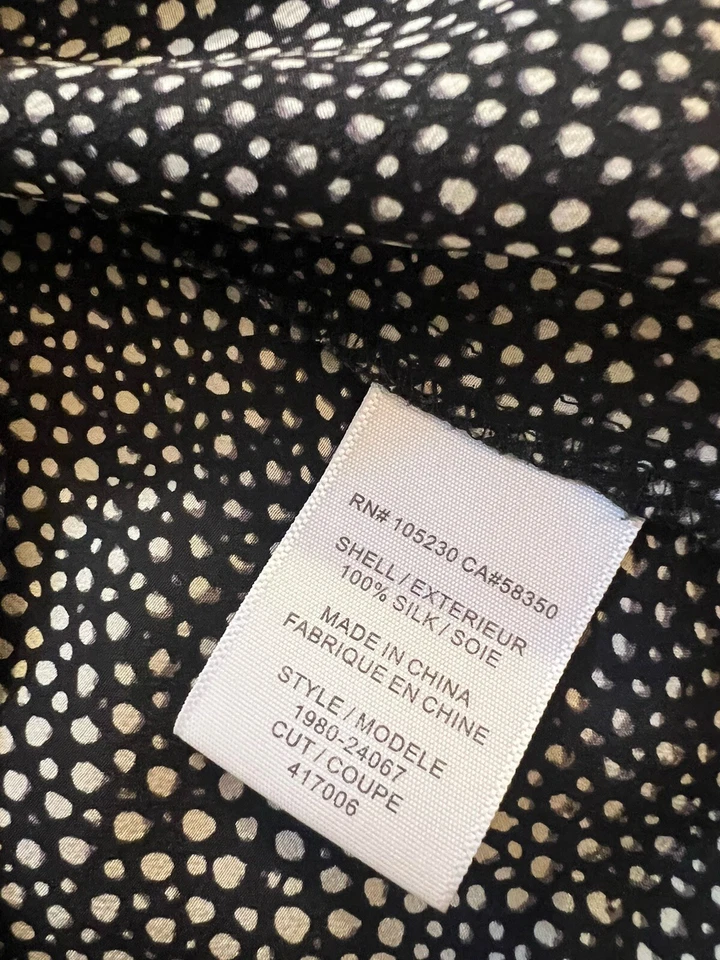 RN# 105230 CA#58350
SHELL / EXTERIEUR
100% SILK / SOIE
MADE IN CHINA
FABRIQUE EN CHINE
STYLE / MODELE
1980-24067
CUT / COUPE
417006